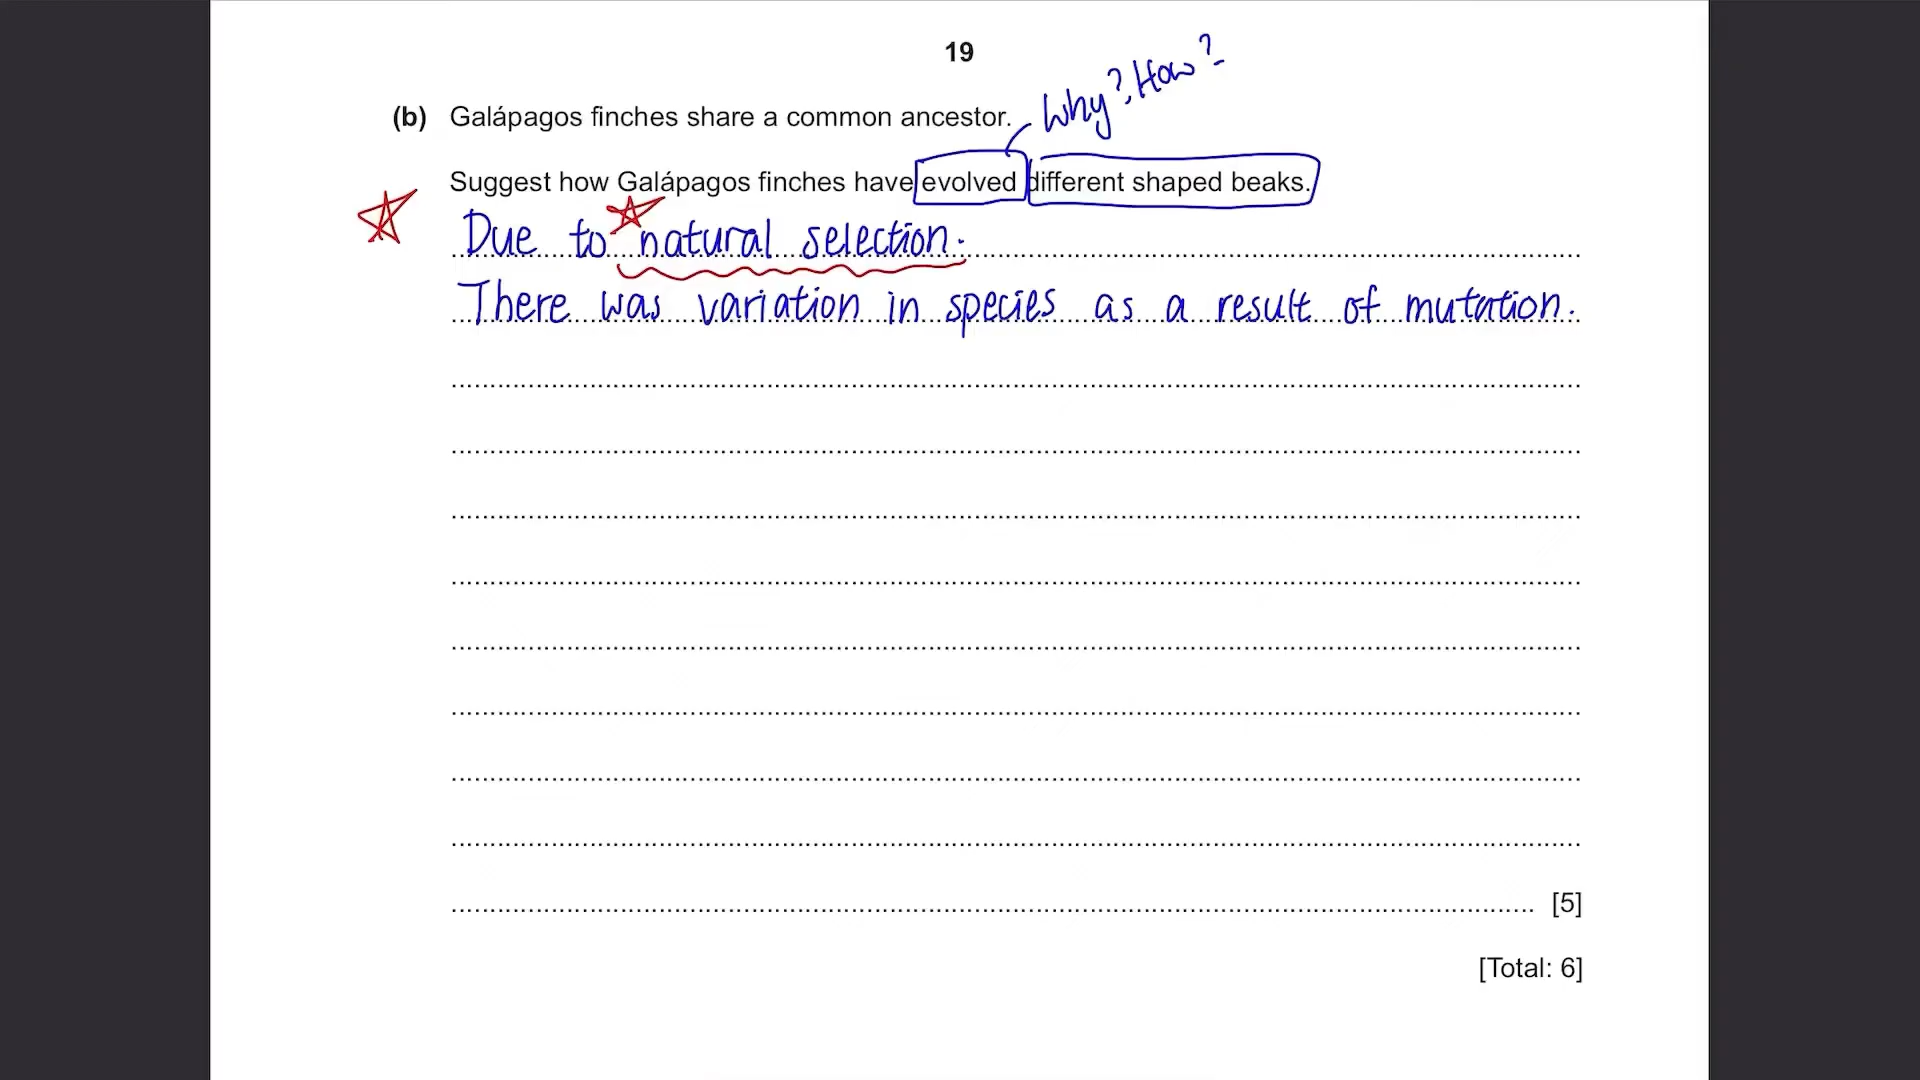 19
Why? How?
(b) Galápagos finches share a common ancestor.
Suggest how Galápagos finches have evolved different shaped beaks.
Due to natural selection.
There was variation in species as a result of mutation.
[5]
[Total: 6]